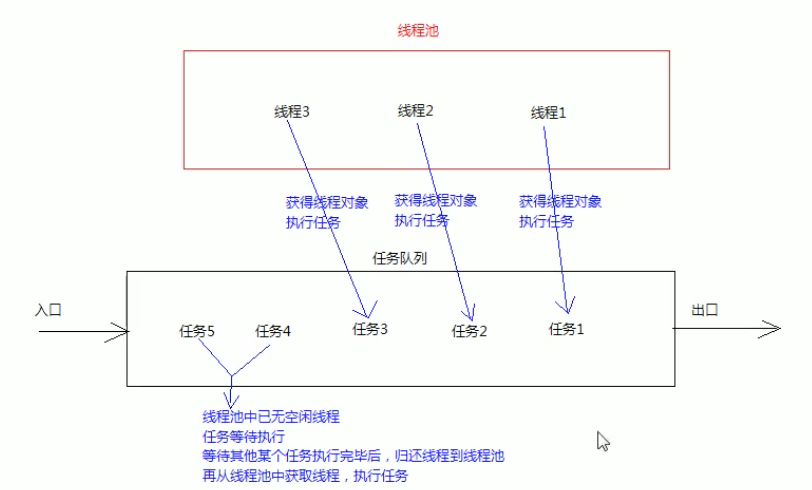 线程池
线程3
线程2
线程1
获得线程对象
执行任务
获得线程对象
执行任务
获得线程对象
执行任务
任务队列
入口
出口
任务5
任务4
任务3
任务2
任务1
线程池中已无空闲线程
任务等待执行
等待其他某个任务执行完毕后，归还线程到线程池
再从线程池中获取线程，执行任务